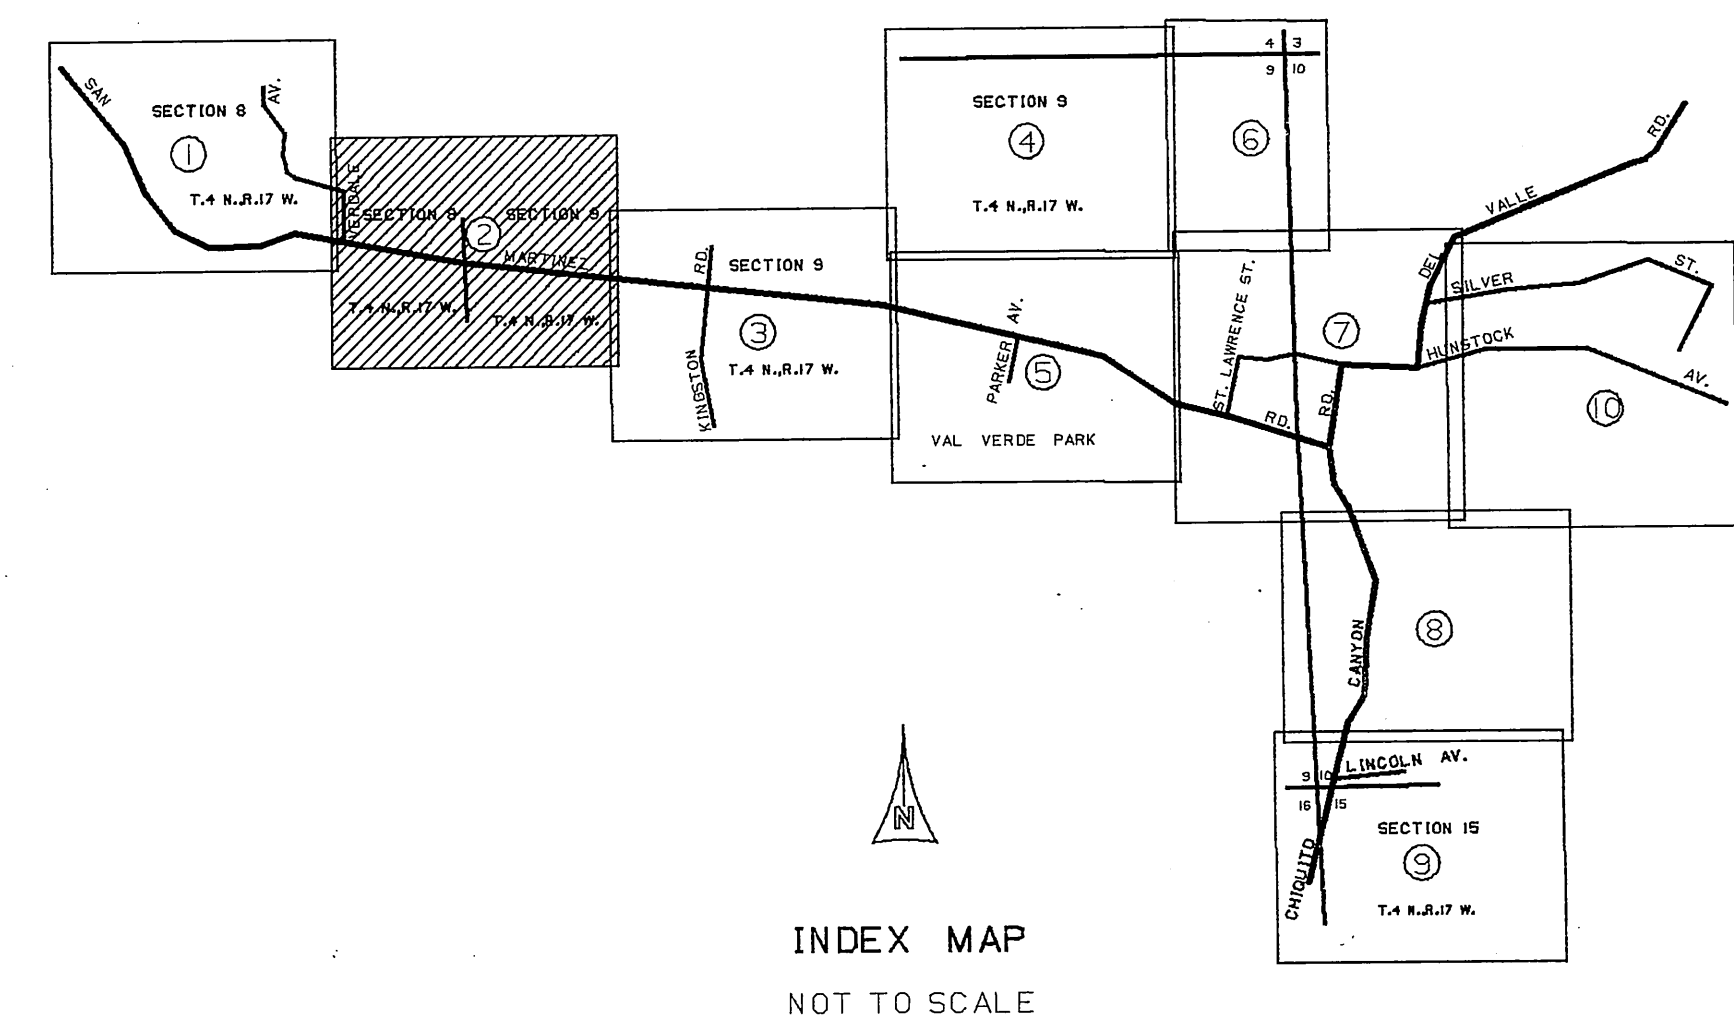 SAN
SECTION 8
AV.
1
T.4 N.,R.17 W.
VERDALE
SECTION 8
2
SECTION 9
MARTINEZ
T.4 N.,R.17 W.
T.4 N.,R.17 W.
RD.
SECTION 9
3
T.4 N.,R.17 W.
KINGSTON
SECTION 9
4
T.4 N.,R.17 W.
4 3
9 10
6
AV.
PARKER
5
VAL VERDE PARK
ST. LAWRENCE ST.
7
RD.
RD.
RD.
VALLE
DEL
SILVER
ST.
HUNSTOCK
AV.
10
8
CANYON
LINCOLN AV.
9 10
16 15
SECTION 15
9
CHIQUITO
T.4 N.,R.17 W.
N
INDEX MAP
NOT TO SCALE